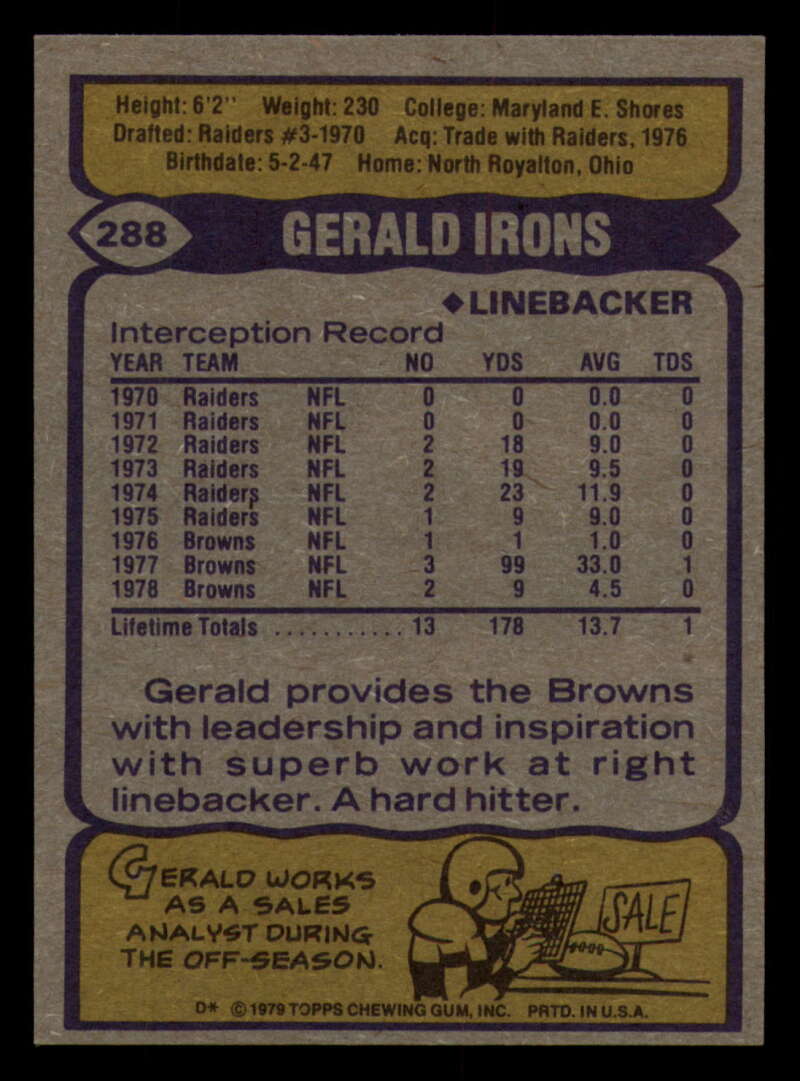 Height: 6'2" Weight: 230 College: Maryland E. Shores
Drafted: Raiders #3-1970 Acq: Trade with Raiders, 1976
Birthdate: 5-2-47 Home: North Royalton, Ohio
288 GERALD IRONS
◆LINEBACKER
Interception Record
YEAR TEAM NO YDS AVG TDS
1970 Raiders NFL 0 0 0.0 0
1971 Raiders NFL 0 0 0.0 0
1972 Raiders NFL 2 18 9.0 0
1973 Raiders NFL 2 19 9.5 0
1974 Raiders NFL 2 23 11.9 0
1975 Raiders NFL 1 9 9.0 0
1976 Browns NFL 1 1 1.0 0
1977 Browns NFL 3 99 33.0 1
1978 Browns NFL 2 9 4.5 0
Lifetime Totals ........... 13 178 13.7 1
Gerald provides the Browns
with leadership and inspiration
with superb work at right
linebacker. A hard hitter.
GERALD WORKS
AS A SALES
ANALYST DURING
THE OFF-SEASON.
SALE
D* © 1979 TOPPS CHEWING GUM, INC. PRTD. IN U.S.A.